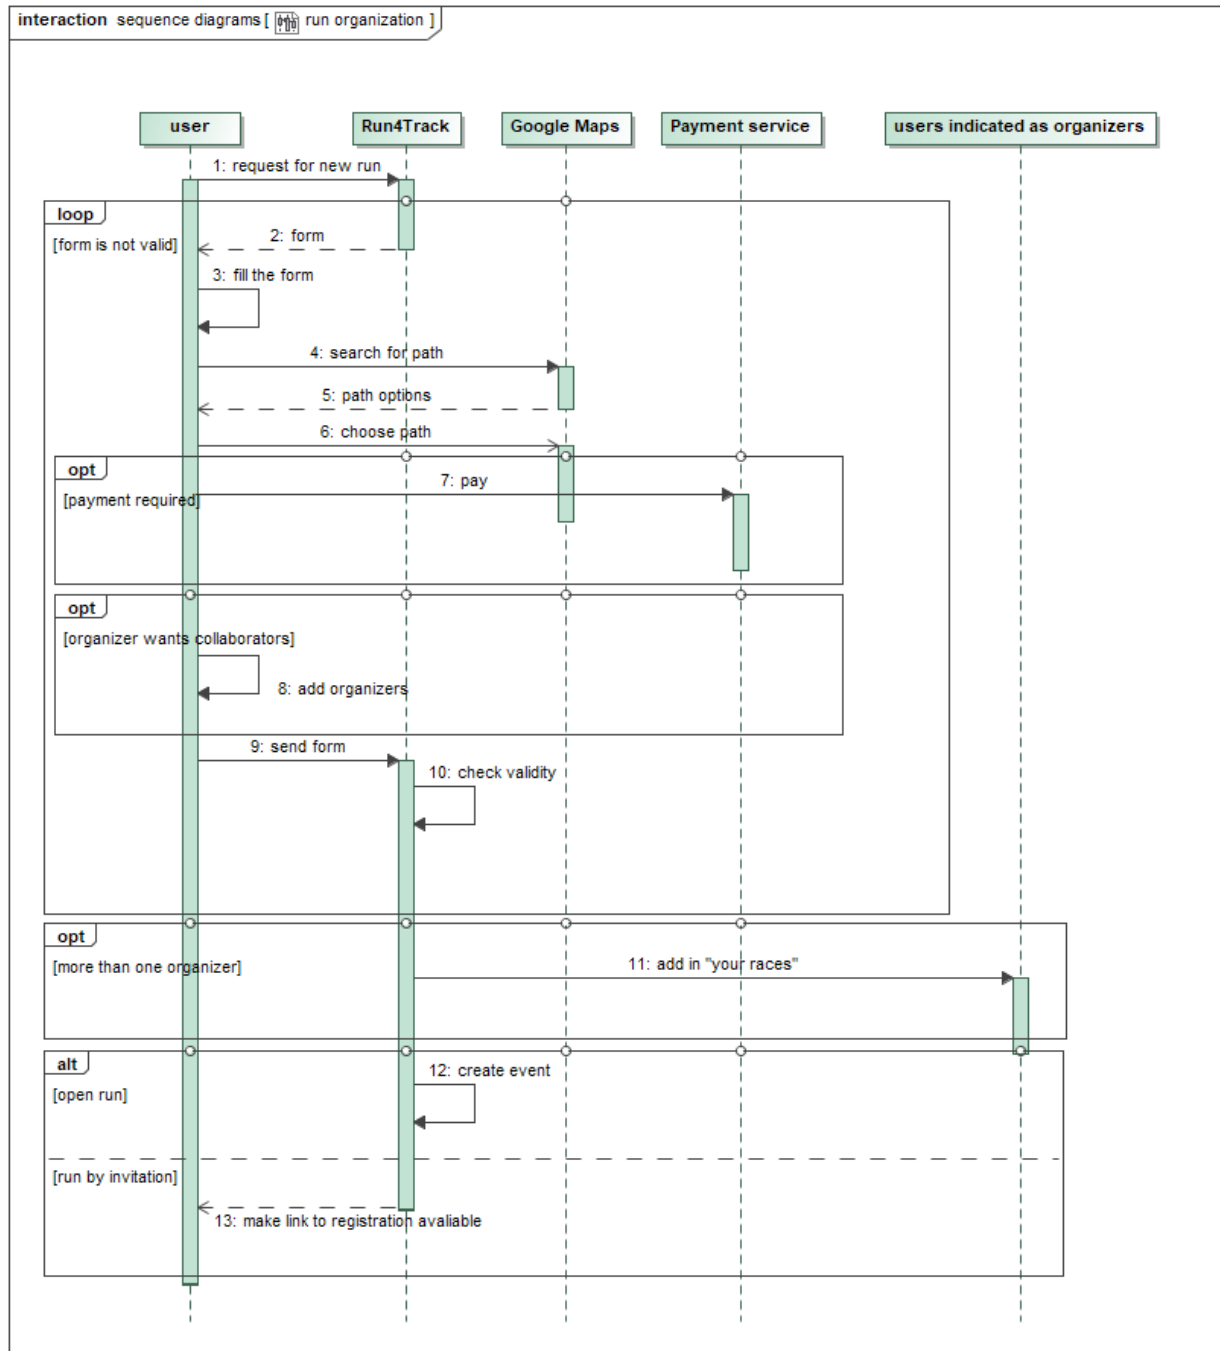 interaction sequence diagrams [ run organization ]
user
Run4Track
Google Maps
Payment service
users indicated as organizers
1: request for new run
loop
[form is not valid]
2: form
3: fill the form
4: search for path
5: path options
6: choose path
opt
[payment required]
7: pay
opt
[organizer wants collaborators]
8: add organizers
9: send form
10: check validity
opt
[more than one organizer]
11: add in "your races"
alt
[open run]
12: create event
[run by invitation]
13: make link to registration avaliable